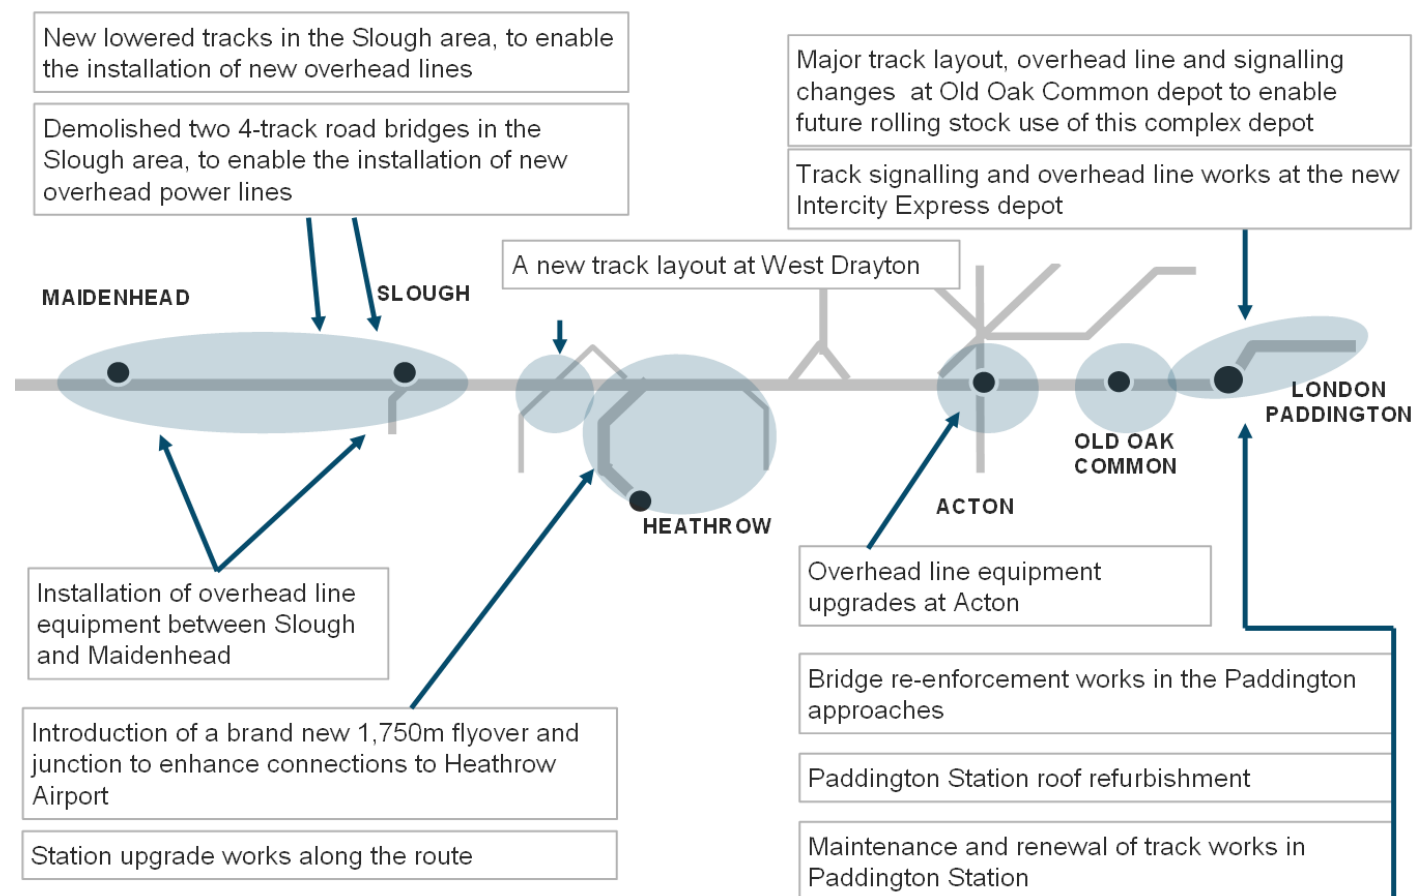 New lowered tracks in the Slough area, to enable
the installation of new overhead lines
Demolished two 4-track road bridges in the
Slough area, to enable the installation of new
overhead power lines
Major track layout, overhead line and signalling
changes  at Old Oak Common depot to enable
future rolling stock use of this complex depot
Track signalling and overhead line works at the new
Intercity Express depot
A new track layout at West Drayton
MAIDENHEAD
SLOUGH
LONDON
PADDINGTON
OLD OAK
COMMON
ACTON
HEATHROW
Installation of overhead line
equipment between Slough
and Maidenhead
Overhead line equipment
upgrades at Acton
Introduction of a brand new 1,750m flyover and
junction to enhance connections to Heathrow
Airport
Station upgrade works along the route
Bridge re-enforcement works in the Paddington
approaches
Paddington Station roof refurbishment
Maintenance and renewal of track works in
Paddington Station